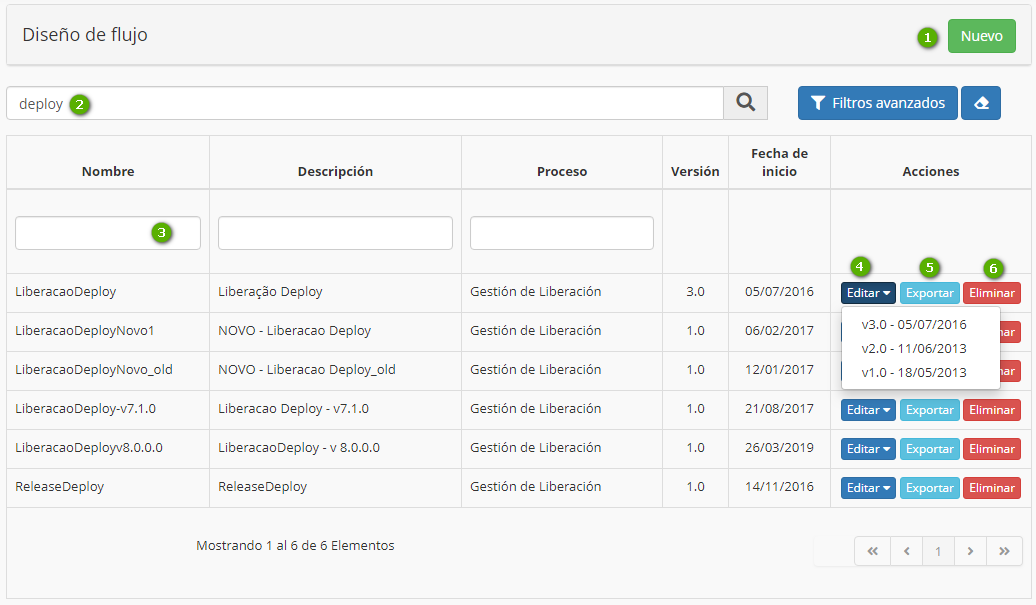 Diseño de flujo
1
Nuevo
deploy 2
Filtros avanzados
Nombre Descripción Proceso Versión Fecha de inicio Acciones
3
4 5 6
LiberacaoDeploy Liberação Deploy Gestión de Liberación 3.0 05/07/2016 Editar Exportar Eliminar
v3.0 - 05/07/2016
v2.0 - 11/06/2013
v1.0 - 18/05/2013
LiberacaoDeployNovo1 NOVO - Liberacao Deploy Gestión de Liberación 1.0 06/02/2017 nar
LiberacaoDeployNovo_old NOVO - Liberacao Deploy_old Gestión de Liberación 1.0 12/01/2017 nar
LiberacaoDeploy-v7.1.0 Liberacao Deploy - v7.1.0 Gestión de Liberación 1.0 21/08/2017 Editar Exportar Eliminar
LiberacaoDeployv8.0.0.0 LiberacaoDeploy - v 8.0.0.0 Gestión de Liberación 1.0 26/03/2019 Editar Exportar Eliminar
ReleaseDeploy ReleaseDeploy Gestión de Liberación 1.0 14/11/2016 Editar Exportar Eliminar
Mostrando 1 al 6 de 6 Elementos
« ‹ 1 › »